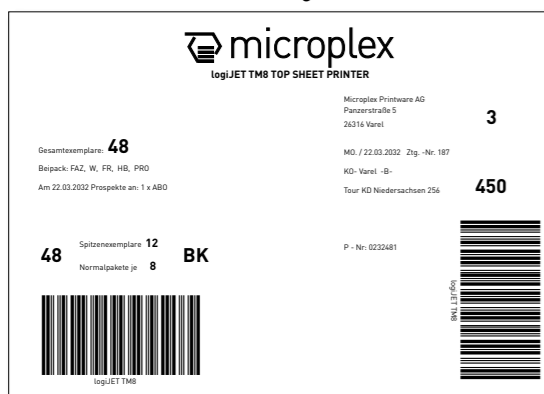 microplex
logiJET TM8 TOP SHEET PRINTER
Microplex Printware AG
Panzerstraße 5
26316 Varel
3
Gesamtexemplare: 48
Beipack: FAZ, W, FR, HB, PRO
Am 22.03.2032 Prospekte an: 1 x ABO
MO. / 22.03.2032 Ztg. -Nr. 187
KO- Varel -B-
Tour KD Niedersachsen 256
450
48
Spitzenexemplare 12
Normalpakete je 8
BK
P - Nr: 0232481
logiJET TM8
logiJET TM8